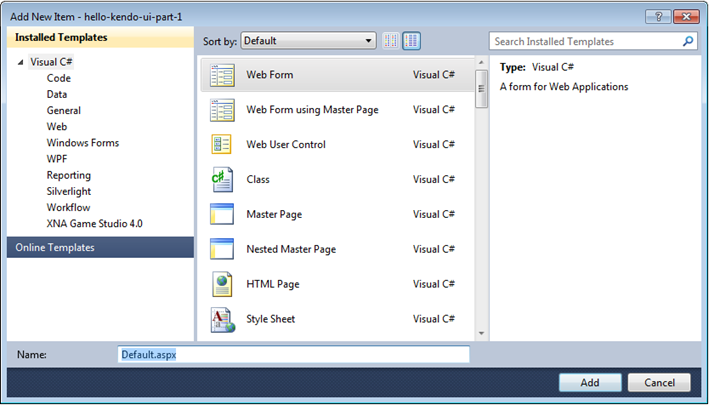 Add New Item - hello-kendo-ui-part-1
Installed Templates
Visual C#
Code
Data
General
Web
Windows Forms
WPF
Reporting
Silverlight
Workflow
XNA Game Studio 4.0
Online Templates
Sort by: Default
Web Form Visual C#
Web Form using Master Page Visual C#
Web User Control Visual C#
Class Visual C#
Master Page Visual C#
Nested Master Page Visual C#
HTML Page Visual C#
Style Sheet Visual C#
Search Installed Templates
Type: Visual C#
A form for Web Applications
Name: Default.aspx
Add Cancel